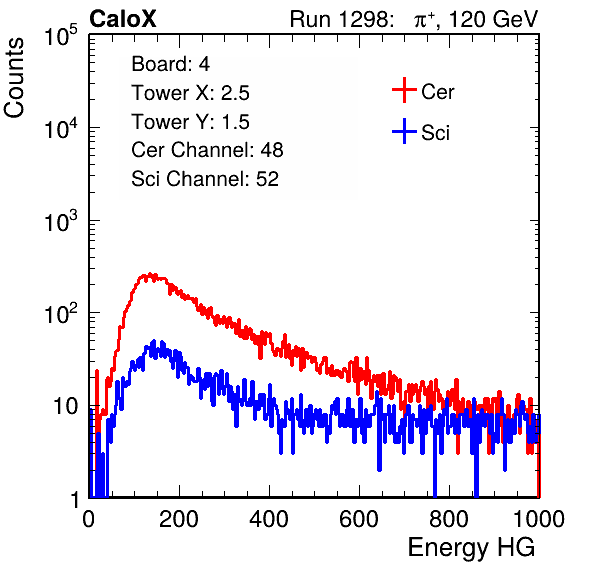 CaloX Run 1298: π⁺, 120 GeV
Counts
10⁵
10⁴
10³
10²
10
1
Board: 4
Tower X: 2.5
Tower Y: 1.5
Cer Channel: 48
Sci Channel: 52
Cer
Sci
0 200 400 600 800 1000
Energy HG